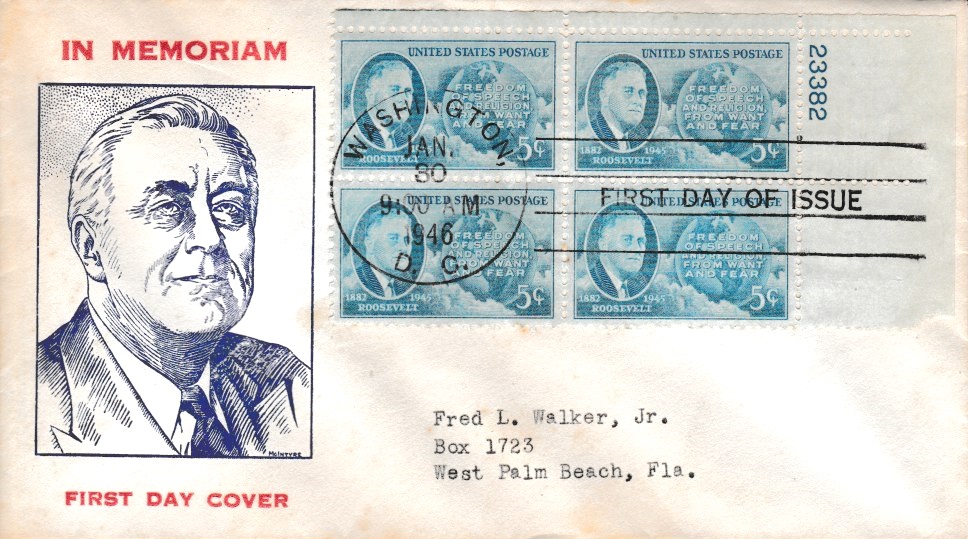 IN MEMORIAM
McINTYRE
FIRST DAY COVER
UNITED STATES POSTAGE
FREEDOM
OF SPEECH
AND RELIGION,
FROM WANT
AND FEAR
1882 1945 5¢
ROOSEVELT
UNITED STATES POSTAGE
FREEDOM
OF SPEECH
AND RELIGION,
FROM WANT
AND FEAR
1882 1945 5¢
ROOSEVELT
23382
UNITED STATES POSTAGE
FREEDOM
OF SPEECH
AND RELIGION,
FROM WANT
AND FEAR
1882 1945 5¢
ROOSEVELT
UNITED STATES POSTAGE
FREEDOM
OF SPEECH
AND RELIGION,
FROM WANT
AND FEAR
1882 1945 5¢
ROOSEVELT
WASHINGTON,
JAN.
30
9:00 AM
1946
D. C.
FIRST DAY OF ISSUE
Fred L. Walker, Jr.
Box 1723
West Palm Beach, Fla.